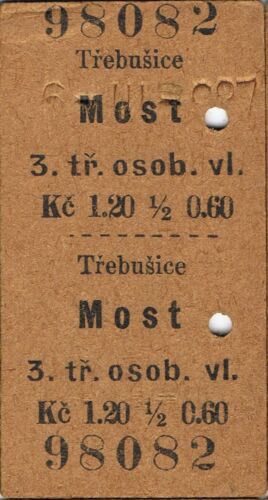 98082
Třebušice
Most
3. tř. osob. vl.
Kč 1.20 ½ 0.60
Třebušice
Most
3. tř. osob. vl.
Kč 1.20 ½ 0.60
98082